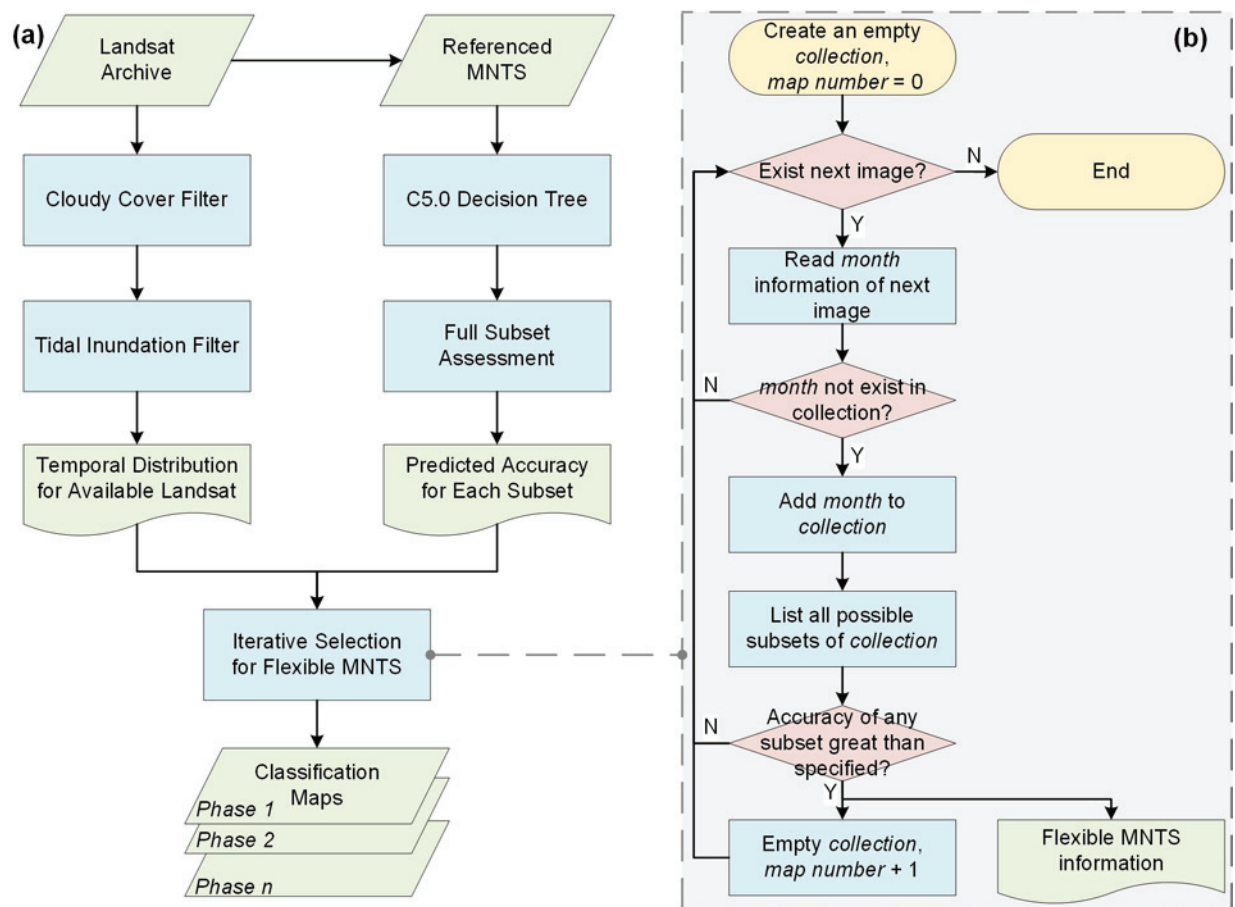 (a)
Landsat
Archive
Referenced
MNTS
Cloudy Cover Filter
C5.0 Decision Tree
Tidal Inundation Filter
Full Subset
Assessment
Temporal Distribution
for Available Landsat
Predicted Accuracy
for Each Subset
Iterative Selection
for Flexible MNTS
Classification
Maps
Phase 1
Phase 2
Phase n
(b)
Create an empty
collection,
map number = 0
Exist next image?
N
End
Y
Read month
information of next
image
N
month not exist in
collection?
Y
Add month to
collection
List all possible
subsets of collection
N
Accuracy of any
subset great than
specified?
Y
Empty collection,
map number + 1
Flexible MNTS
information